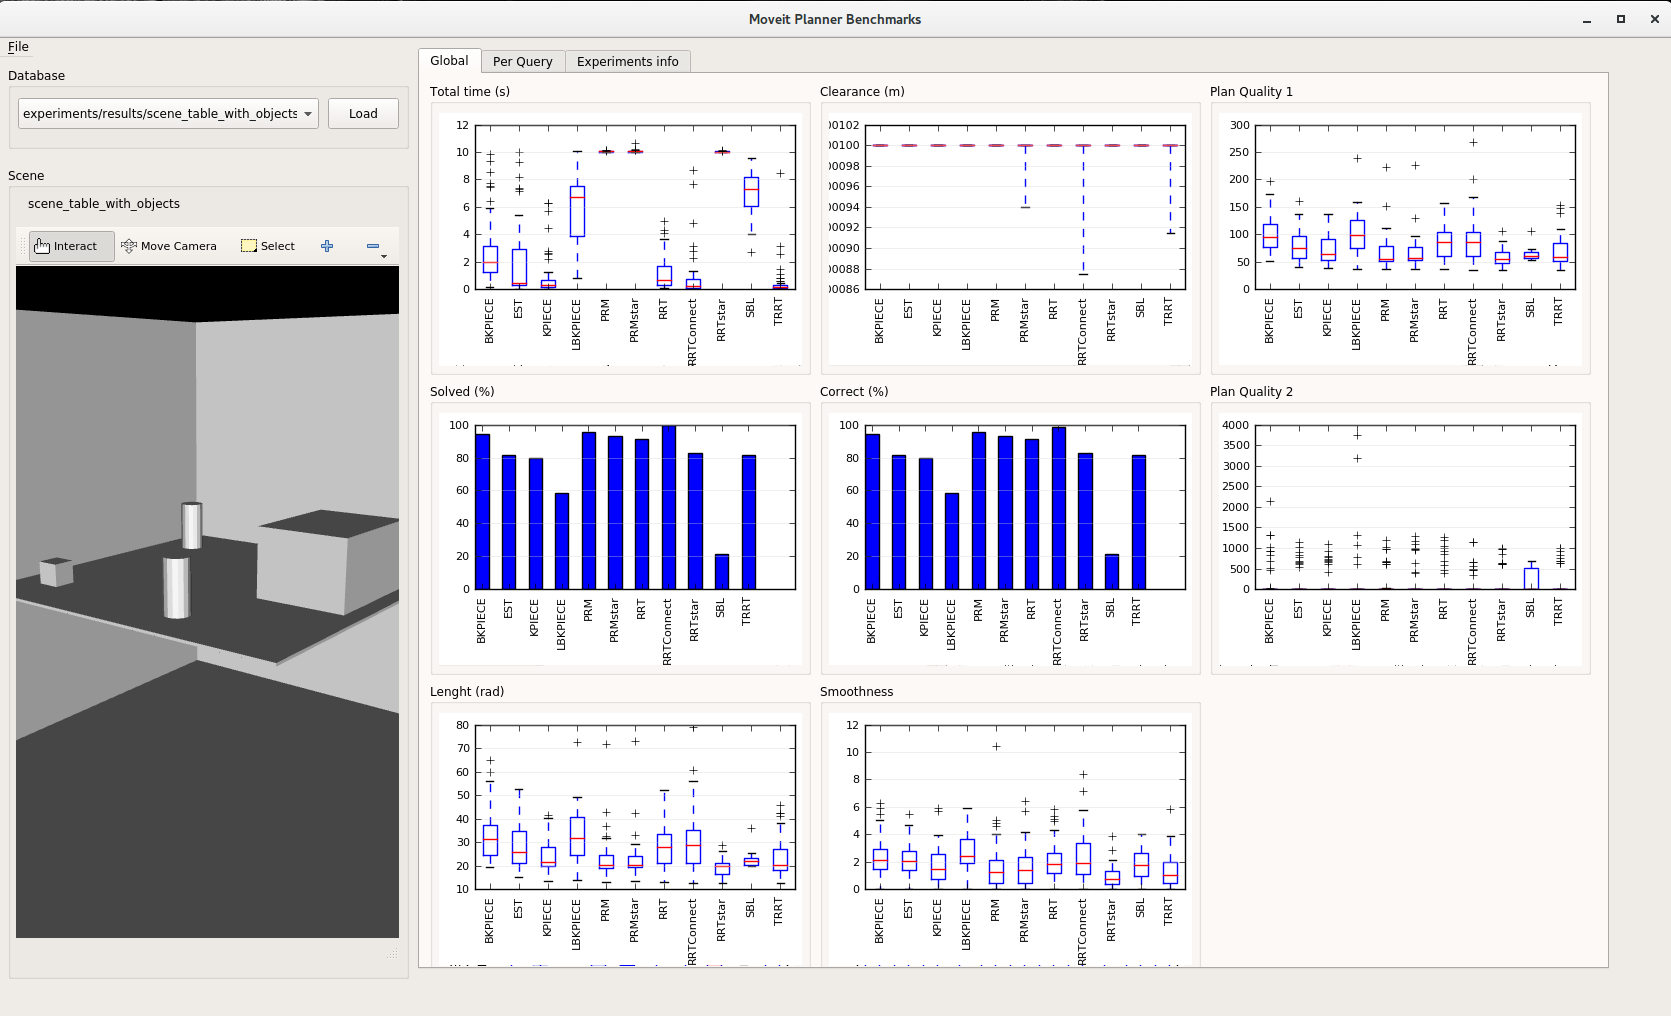 Moveit Planner Benchmarks
File
Database
experiments/results/scene_table_with_objects
Load
Scene
scene_table_with_objects
Interact
Move Camera
Select
Global
Per Query
Experiments info
Total time (s)
12
10
8
6
4
2
0
BKPIECE
EST
KPIECE
LBKPIECE
PRM
PRMstar
RRT
RRTConnect
RRTstar
SBL
TRRT
Clearance (m)
00102
00100
00098
00096
00094
00092
00090
00088
00086
BKPIECE
EST
KPIECE
LBKPIECE
PRM
PRMstar
RRT
RRTConnect
RRTstar
SBL
TRRT
Plan Quality 1
300
250
200
150
100
50
0
BKPIECE
EST
KPIECE
LBKPIECE
PRM
PRMstar
RRT
RRTConnect
RRTstar
SBL
TRRT
Solved (%)
100
80
60
40
20
0
BKPIECE
EST
KPIECE
LBKPIECE
PRM
PRMstar
RRT
RRTConnect
RRTstar
SBL
TRRT
Correct (%)
100
80
60
40
20
0
BKPIECE
EST
KPIECE
LBKPIECE
PRM
PRMstar
RRT
RRTConnect
RRTstar
SBL
TRRT
Plan Quality 2
4000
3500
3000
2500
2000
1500
1000
500
0
BKPIECE
EST
KPIECE
LBKPIECE
PRM
PRMstar
RRT
RRTConnect
RRTstar
SBL
TRRT
Lenght (rad)
80
70
60
50
40
30
20
10
BKPIECE
EST
KPIECE
LBKPIECE
PRM
PRMstar
RRT
RRTConnect
RRTstar
SBL
TRRT
Smoothness
12
10
8
6
4
2
0
BKPIECE
EST
KPIECE
LBKPIECE
PRM
PRMstar
RRT
RRTConnect
RRTstar
SBL
TRRT